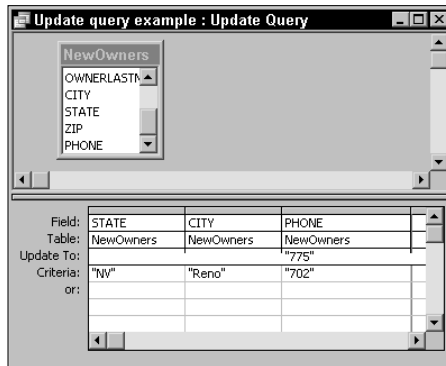 Update query example : Update Query
NewOwners
OWNERLASTN
CITY
STATE
ZIP
PHONE
Field: STATE CITY PHONE
Table: NewOwners NewOwners NewOwners
Update To: "775"
Criteria: "NV" "Reno" "702"
or: